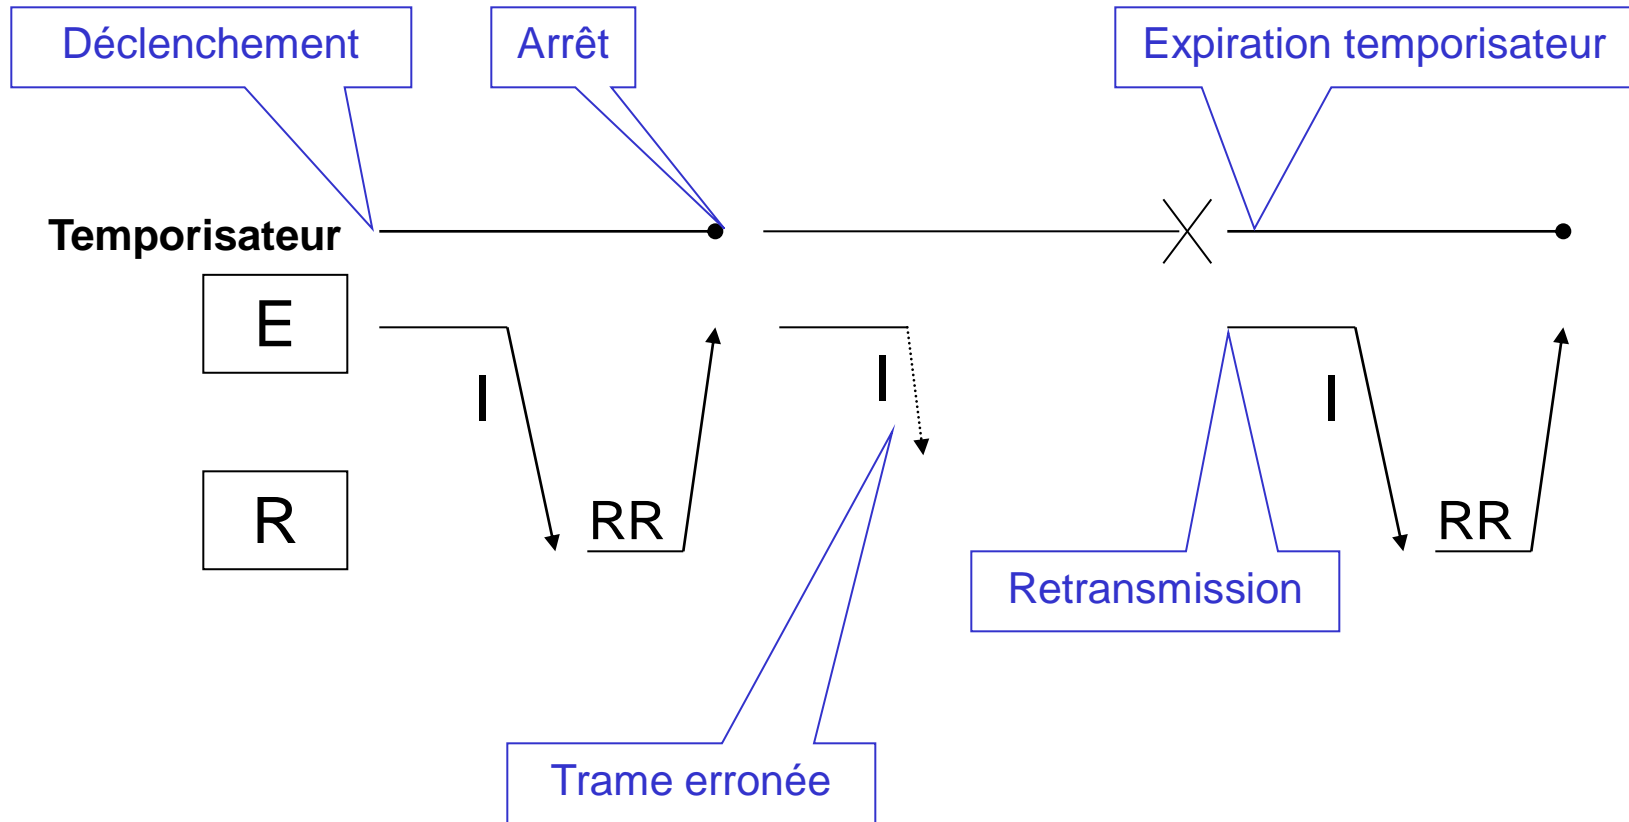 Déclenchement
Arrêt
Expiration temporisateur
Temporisateur
E
I
I
I
R
RR
RR
Retransmission
Trame erronée